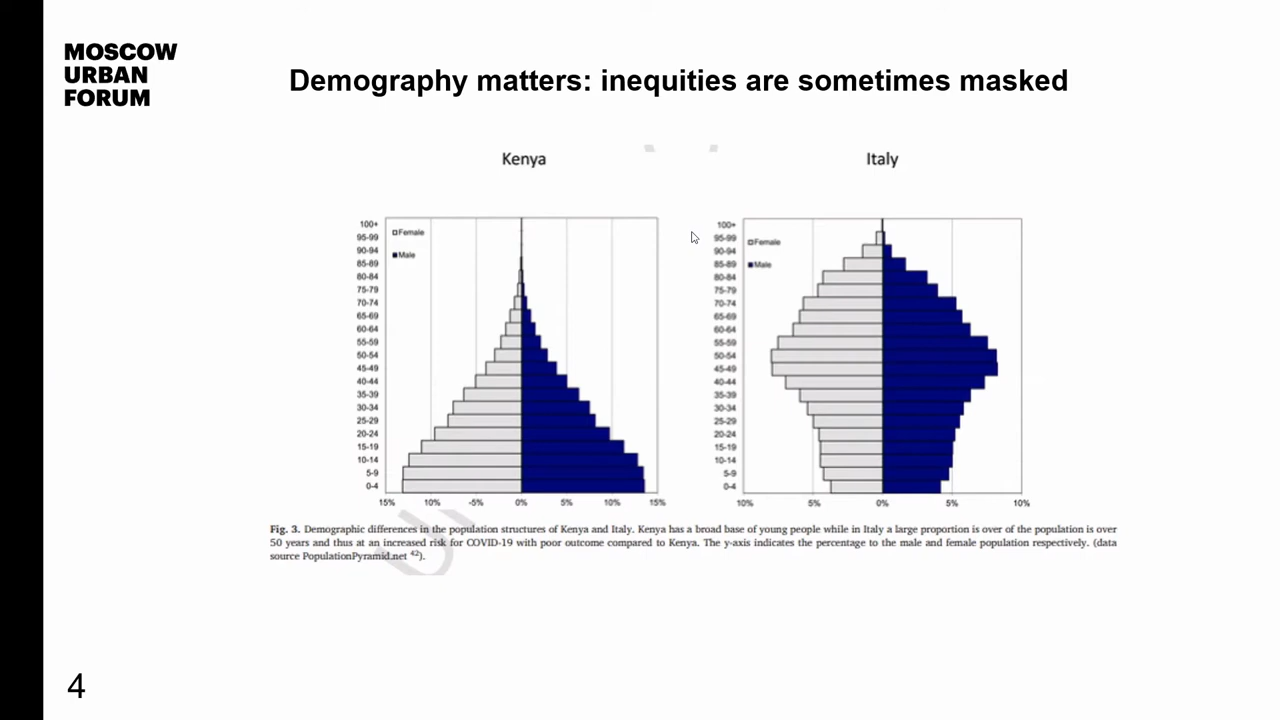 MOSCOW
URBAN
FORUM
Demography matters: inequities are sometimes masked
Kenya
100+
95-99
90-94
85-89
80-84
75-79
70-74
65-69
60-64
55-59
50-54
45-49
40-44
35-39
30-34
25-29
20-24
15-19
10-14
5-9
0-4
Female
Male
15% 10% -5% 0% 5% 10% 15%
Italy
100+
95-99
90-94
85-89
80-84
75-79
70-74
65-69
60-64
55-59
50-54
45-49
40-44
35-39
30-34
25-29
20-24
15-19
10-14
5-9
0-4
Female
Male
10% 5% 0% 5% 10%
Fig. 3. Demographic differences in the population structures of Kenya and Italy. Kenya has a broad base of young people while in Italy a large proportion is over of the population is over
50 years and thus at an increased risk for COVID-19 with poor outcome compared to Kenya. The y-axis indicates the percentage to the male and female population respectively. (data
source PopulationPyramid.net 42).
4